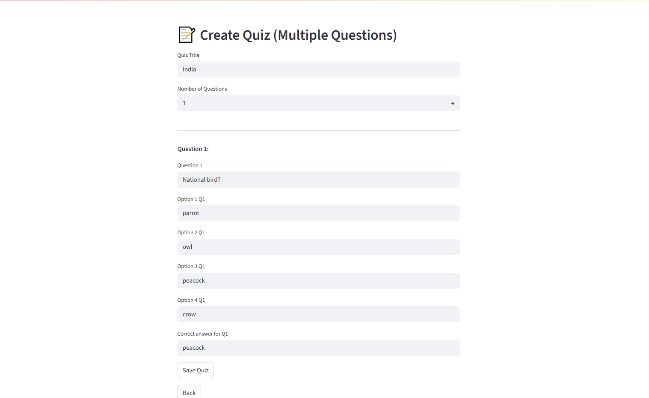 Create Quiz (Multiple Questions)
Quiz Title
India
Number of Questions
1
Question 1:
Question 1
National bird?
Option 1 Q1
parrot
Option 2 Q1
owl
Option 3 Q1
peacock
Option 4 Q1
crow
Correct answer for Q1
peacock
Save Quiz
Back